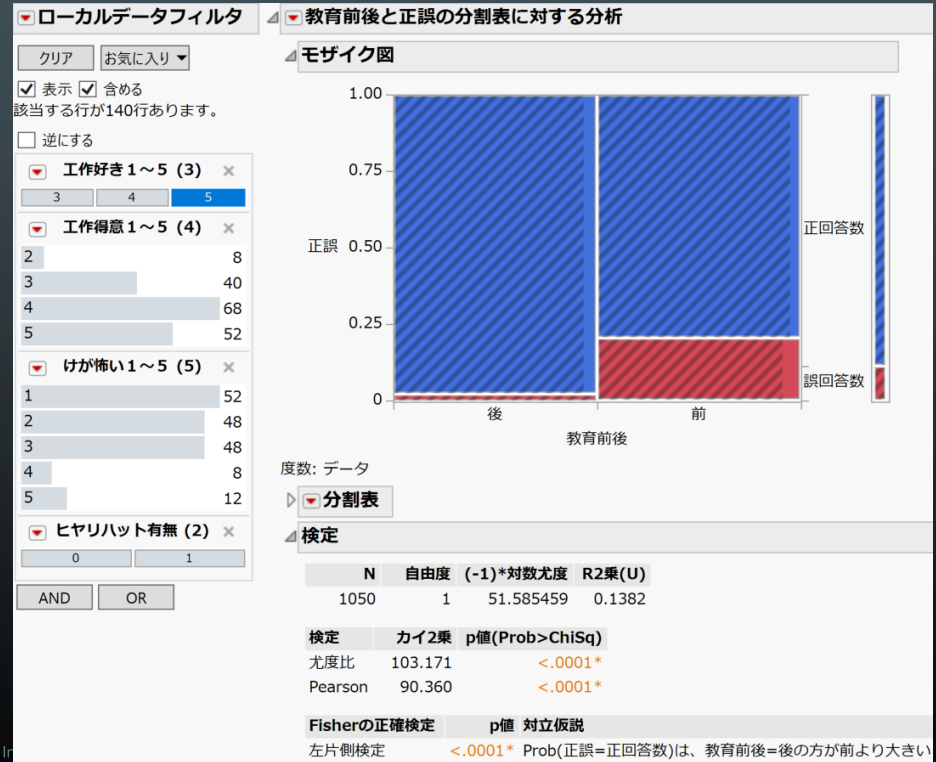 ローカルデータフィルタ
クリア お気に入り
表示 含める
該当する行が140行あります。
逆にする
工作好き1～5 (3)
3 4 5
工作得意1～5 (4)
2 8
3 40
4 68
5 52
けが怖い1～5 (5)
1 52
2 48
3 48
4 8
5 12
ヒヤリハット有無 (2)
0 1
AND OR
教育前後と正誤の分割表に対する分析
モザイク図
1.00
0.75
正誤 0.50
0.25
0
正回答数
誤回答数
後 前
教育前後
度数: データ
分割表
検定
N 自由度 (-1)*対数尤度 R2乗(U)
1050 1 51.585459 0.1382
検定 カイ2乗 p値(Prob>ChiSq)
尤度比 103.171 <.0001*
Pearson 90.360 <.0001*
Fisherの正確検定 p値 対立仮説
左片側検定 <.0001* Prob(正誤=正回答数)は、教育前後=後の方が前より大きい